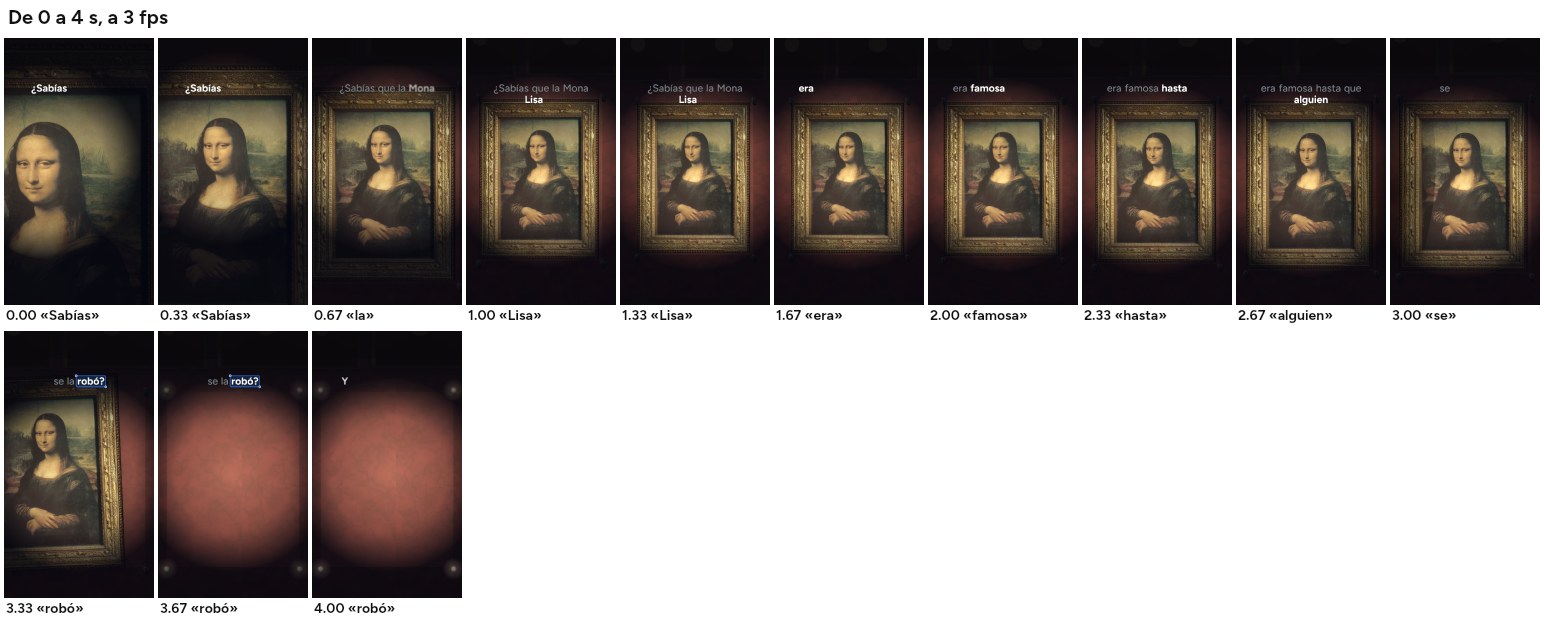 De 0 a 4 s, a 3 fps
¿Sabías
¿Sabías
¿Sabías que la Mona
¿Sabías que la Mona
Lisa
¿Sabías que la Mona
Lisa
era
era famosa
era famosa hasta
era famosa hasta que
alguien
se
0.00 «Sabías»
0.33 «Sabías»
0.67 «la»
1.00 «Lisa»
1.33 «Lisa»
1.67 «era»
2.00 «famosa»
2.33 «hasta»
2.67 «alguien»
3.00 «se»
se la robó?
se la robó?
Y
3.33 «robó»
3.67 «robó»
4.00 «robó»